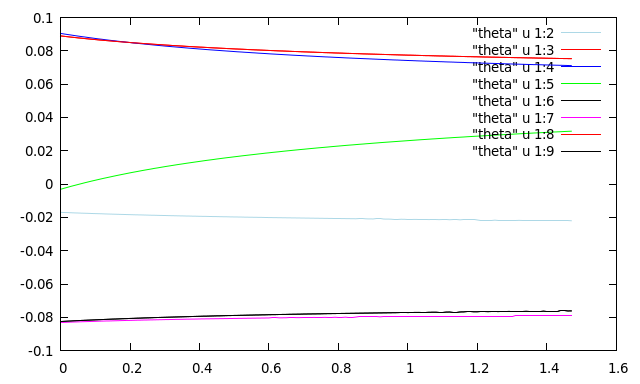 0.1
0.08
0.06
0.04
0.02
0
-0.02
-0.04
-0.06
-0.08
-0.1
0 0.2 0.4 0.6 0.8 1 1.2 1.4 1.6
"theta" u 1:2
"theta" u 1:3
"theta" u 1:4
"theta" u 1:5
"theta" u 1:6
"theta" u 1:7
"theta" u 1:8
"theta" u 1:9